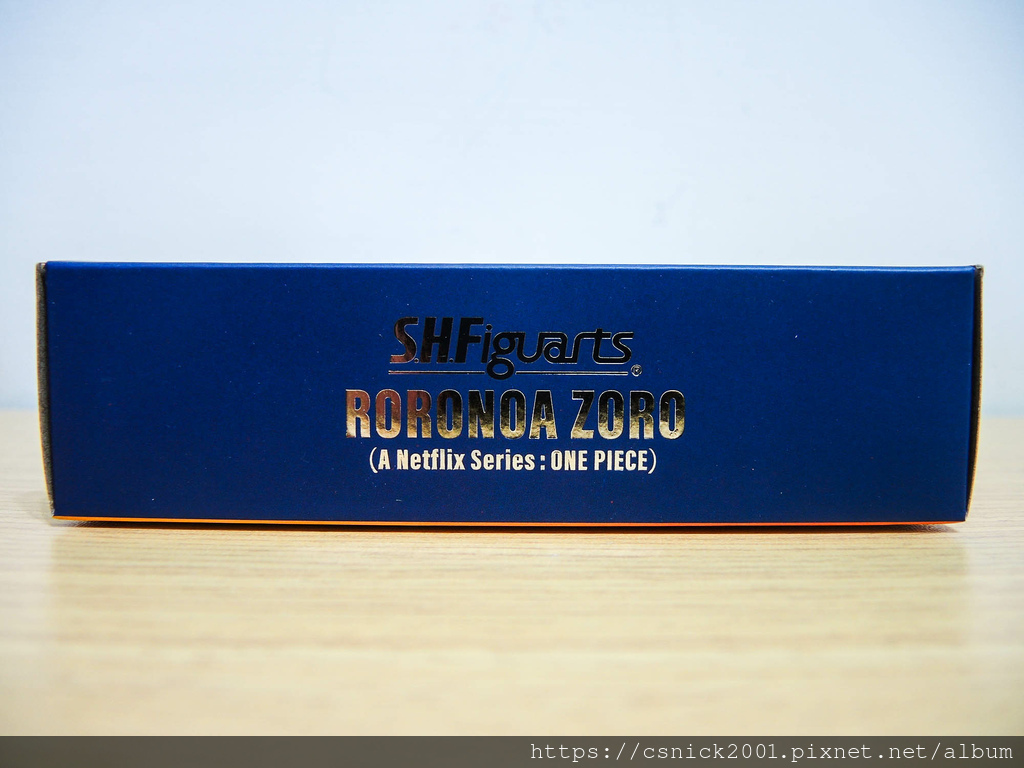 S.H.Figuarts®
RORONOA ZORO
(A Netflix Series : ONE PIECE)
https://csnick2001.pixnet.net/album